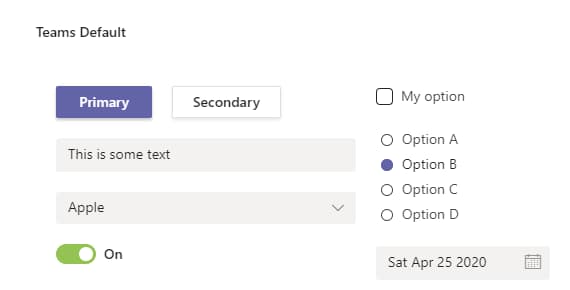 Teams Default
Primary
Secondary
This is some text
Apple
On
My option
Option A
Option B
Option C
Option D
Sat Apr 25 2020